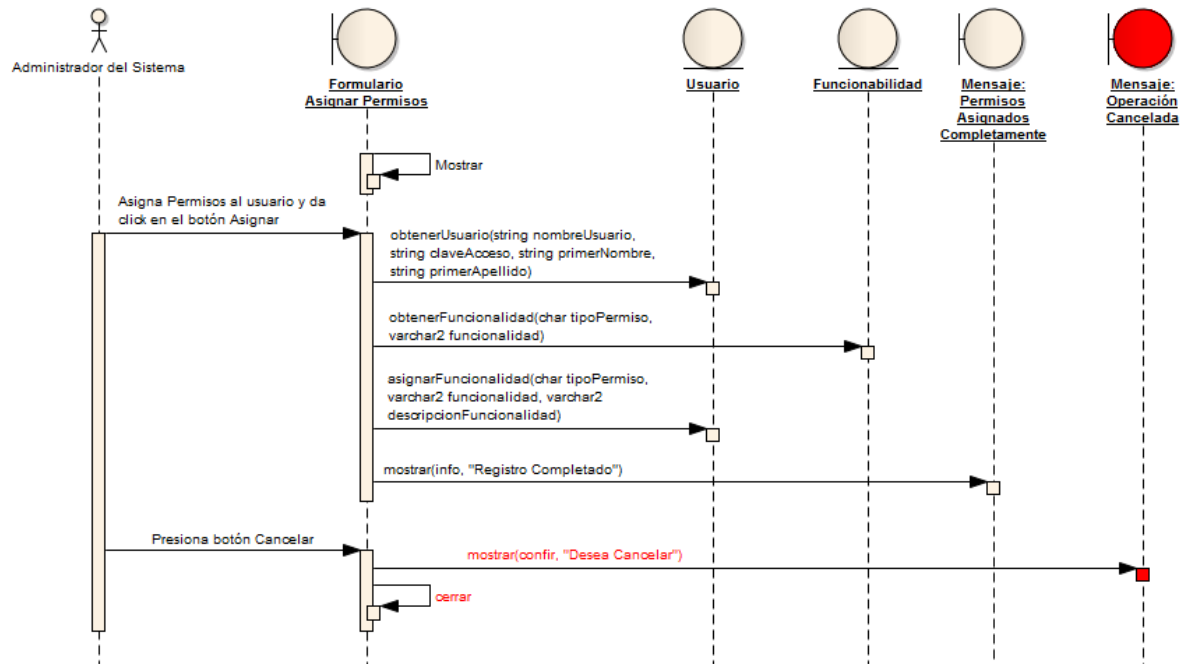 Administrador del Sistema
Formulario
Asignar Permisos
Usuario
Funcionabilidad
Mensaje:
Permisos
Asignados
Completamente
Mensaje:
Operación
Cancelada
Mostrar
Asigna Permisos al usuario y da
click en el botón Asignar
obtenerUsuario(string nombreUsuario,
string claveAcceso, string primerNombre,
string primerApellido)
obtenerFuncionalidad(char tipoPermiso,
varchar2 funcionalidad)
asignarFuncionalidad(char tipoPermiso,
varchar2 funcionalidad, varchar2
descripcionFuncionalidad)
mostrar(info, "Registro Completado")
Presiona botón Cancelar
mostrar(confir, "Desea Cancelar")
cerrar